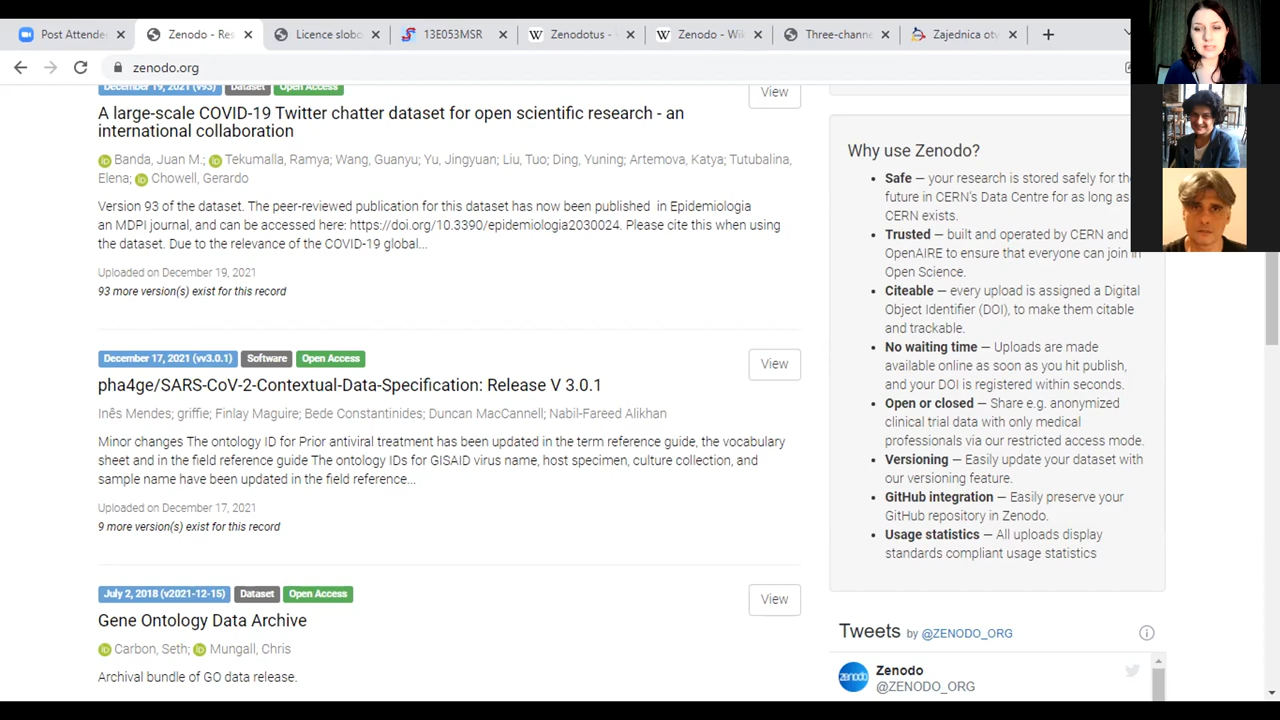 Post Attende
Zenodo - Res
Licence slobo
13E053MSR
Zenodotus -
Zenodo - Wik
Three-channe
Zajednica otv
zenodo.org
December 19, 2021 (v93) Dataset Open Access
View
A large-scale COVID-19 Twitter chatter dataset for open scientific research - an
international collaboration
Banda, Juan M.; Tekumalla, Ramya; Wang, Guanyu; Yu, Jingyuan; Liu, Tuo; Ding, Yuning; Artemova, Katya; Tutubalina,
Elena; Chowell, Gerardo
Version 93 of the dataset. The peer-reviewed publication for this dataset has now been published in Epidemiologia
an MDPI journal, and can be accessed here: https://doi.org/10.3390/epidemiologia2030024. Please cite this when using
the dataset. Due to the relevance of the COVID-19 global...
Uploaded on December 19, 2021
93 more version(s) exist for this record
December 17, 2021 (vv3.0.1) Software Open Access
View
pha4ge/SARS-CoV-2-Contextual-Data-Specification: Release V 3.0.1
Inês Mendes; griffie; Finlay Maguire; Bede Constantinides; Duncan MacCannell; Nabil-Fareed Alikhan
Minor changes The ontology ID for Prior antiviral treatment has been updated in the term reference guide, the vocabulary
sheet and in the field reference guide The ontology IDs for GISAID virus name, host specimen, culture collection, and
sample name have been updated in the field reference...
Uploaded on December 17, 2021
9 more version(s) exist for this record
July 2, 2018 (v2021-12-15) Dataset Open Access
View
Gene Ontology Data Archive
Carbon, Seth; Mungall, Chris
Archival bundle of GO data release.
Why use Zenodo?
Safe — your research is stored safely for the
future in CERN's Data Centre for as long as
CERN exists.
Trusted — built and operated by CERN and
OpenAIRE to ensure that everyone can join in
Open Science.
Citeable — every upload is assigned a Digital
Object Identifier (DOI), to make them citable
and trackable.
No waiting time — Uploads are made
available online as soon as you hit publish,
and your DOI is registered within seconds.
Open or closed — Share e.g. anonymized
clinical trial data with only medical
professionals via our restricted access mode.
Versioning — Easily update your dataset with
our versioning feature.
GitHub integration — Easily preserve your
GitHub repository in Zenodo.
Usage statistics — All uploads display
standards compliant usage statistics
Tweets by @ZENODO_ORG
zenodo
Zenodo
@ZENODO_ORG